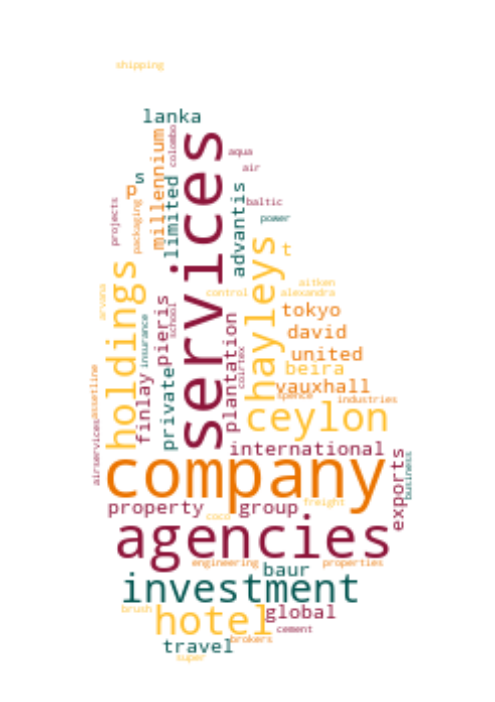 shipping
lanka
colombo
services
aqua
air
millennium
s
p
limited
advantis
baltic
power
projects
packaging
t
hayleys
holdings
control
aitken
alexandra
arvana
pieris
school
insurance
tokyo
david
united
plantation
coirtex
beira
vauxhall
spence
industries
finlay
private
assetline
airservices
ceylon
international
company
exports
business
property
group
freight
coco
agencies
engineering
baur
properties
investment
brush
hotel
global
cement
brokers
travel
super